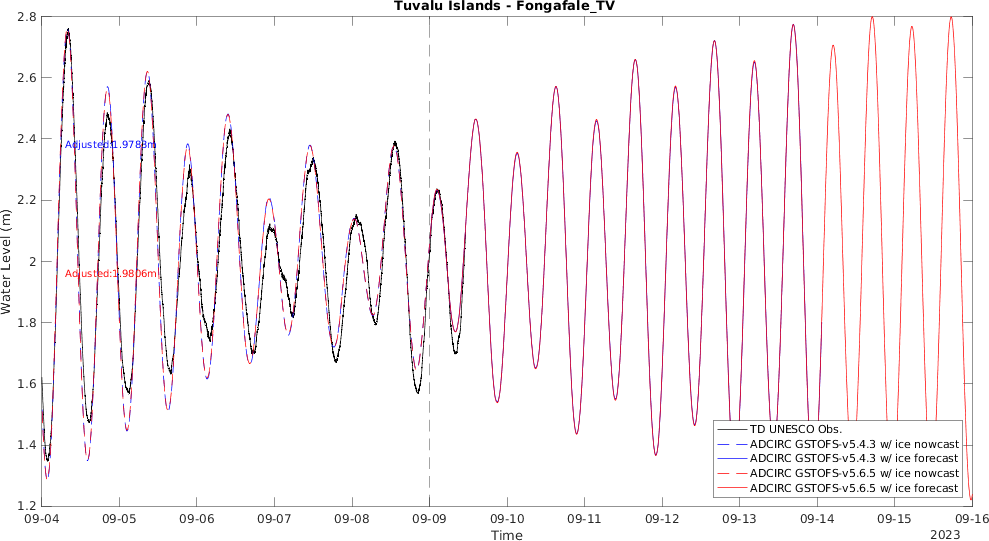 Tuvalu Islands - Fongafale_TV
2.8
2.6
2.4
2.2
2
1.8
1.6
1.4
1.2
Water Level (m)
Adjusted:1.9783m
Adjusted:1.9806m
TD UNESCO Obs.
ADCIRC GSTOFS-v5.4.3 w/ ice nowcast
ADCIRC GSTOFS-v5.4.3 w/ ice forecast
ADCIRC GSTOFS-v5.6.5 w/ ice nowcast
ADCIRC GSTOFS-v5.6.5 w/ ice forecast
09-04 09-05 09-06 09-07 09-08 09-09 09-10 09-11 09-12 09-13 09-14 09-15 09-16
Time
2023